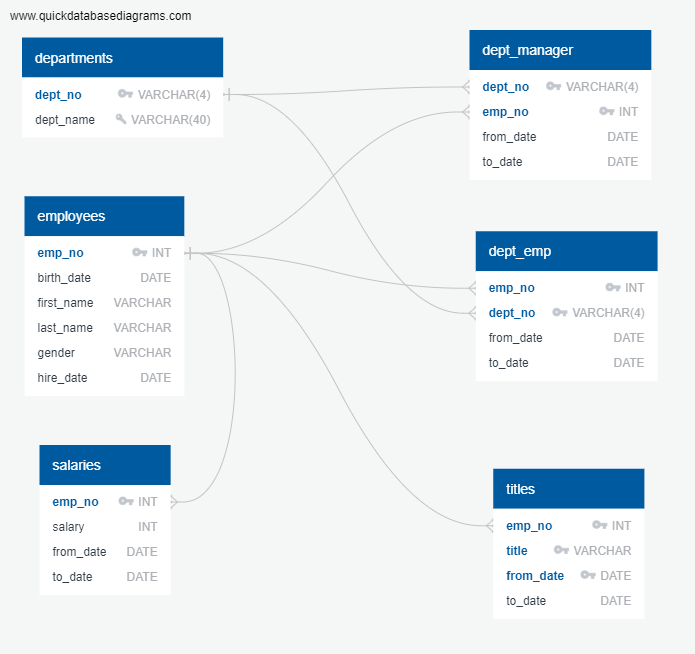 www.quickdatabasediagrams.com
departments
dept_no VARCHAR(4)
dept_name VARCHAR(40)
dept_manager
dept_no VARCHAR(4)
emp_no INT
from_date DATE
to_date DATE
employees
emp_no INT
birth_date DATE
first_name VARCHAR
last_name VARCHAR
gender VARCHAR
hire_date DATE
dept_emp
emp_no INT
dept_no VARCHAR(4)
from_date DATE
to_date DATE
salaries
emp_no INT
salary INT
from_date DATE
to_date DATE
titles
emp_no INT
title VARCHAR
from_date DATE
to_date DATE